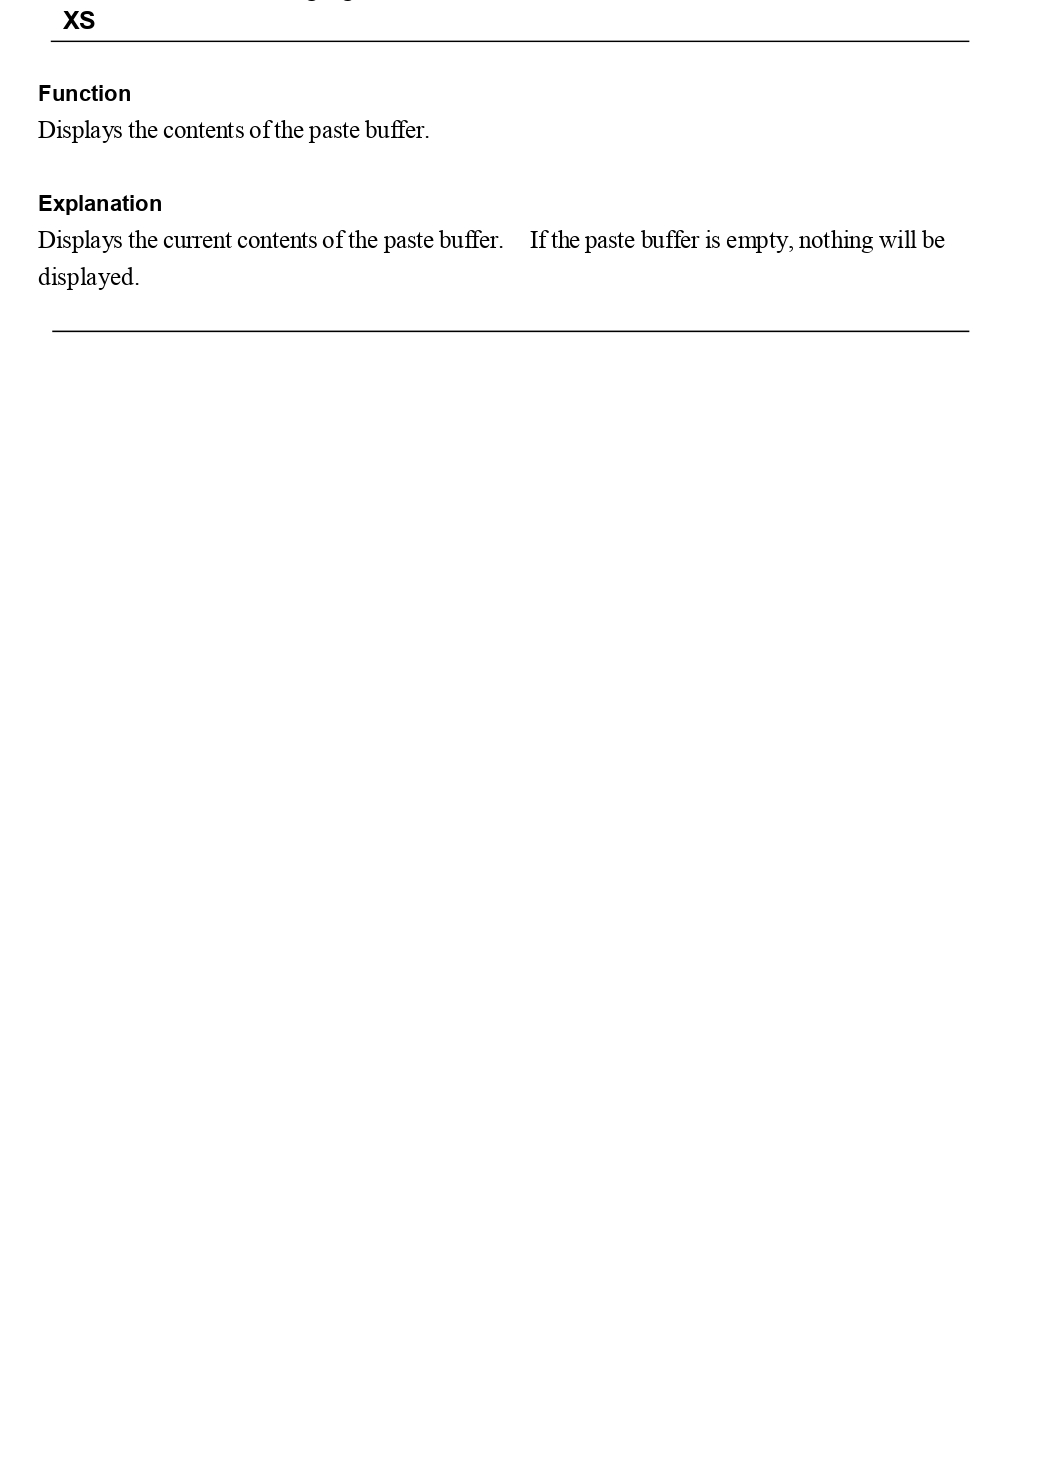 XS
Function
Displays the contents of the paste buffer.
Explanation
Displays the current contents of the paste buffer. If the paste buffer is empty, nothing will be
displayed.